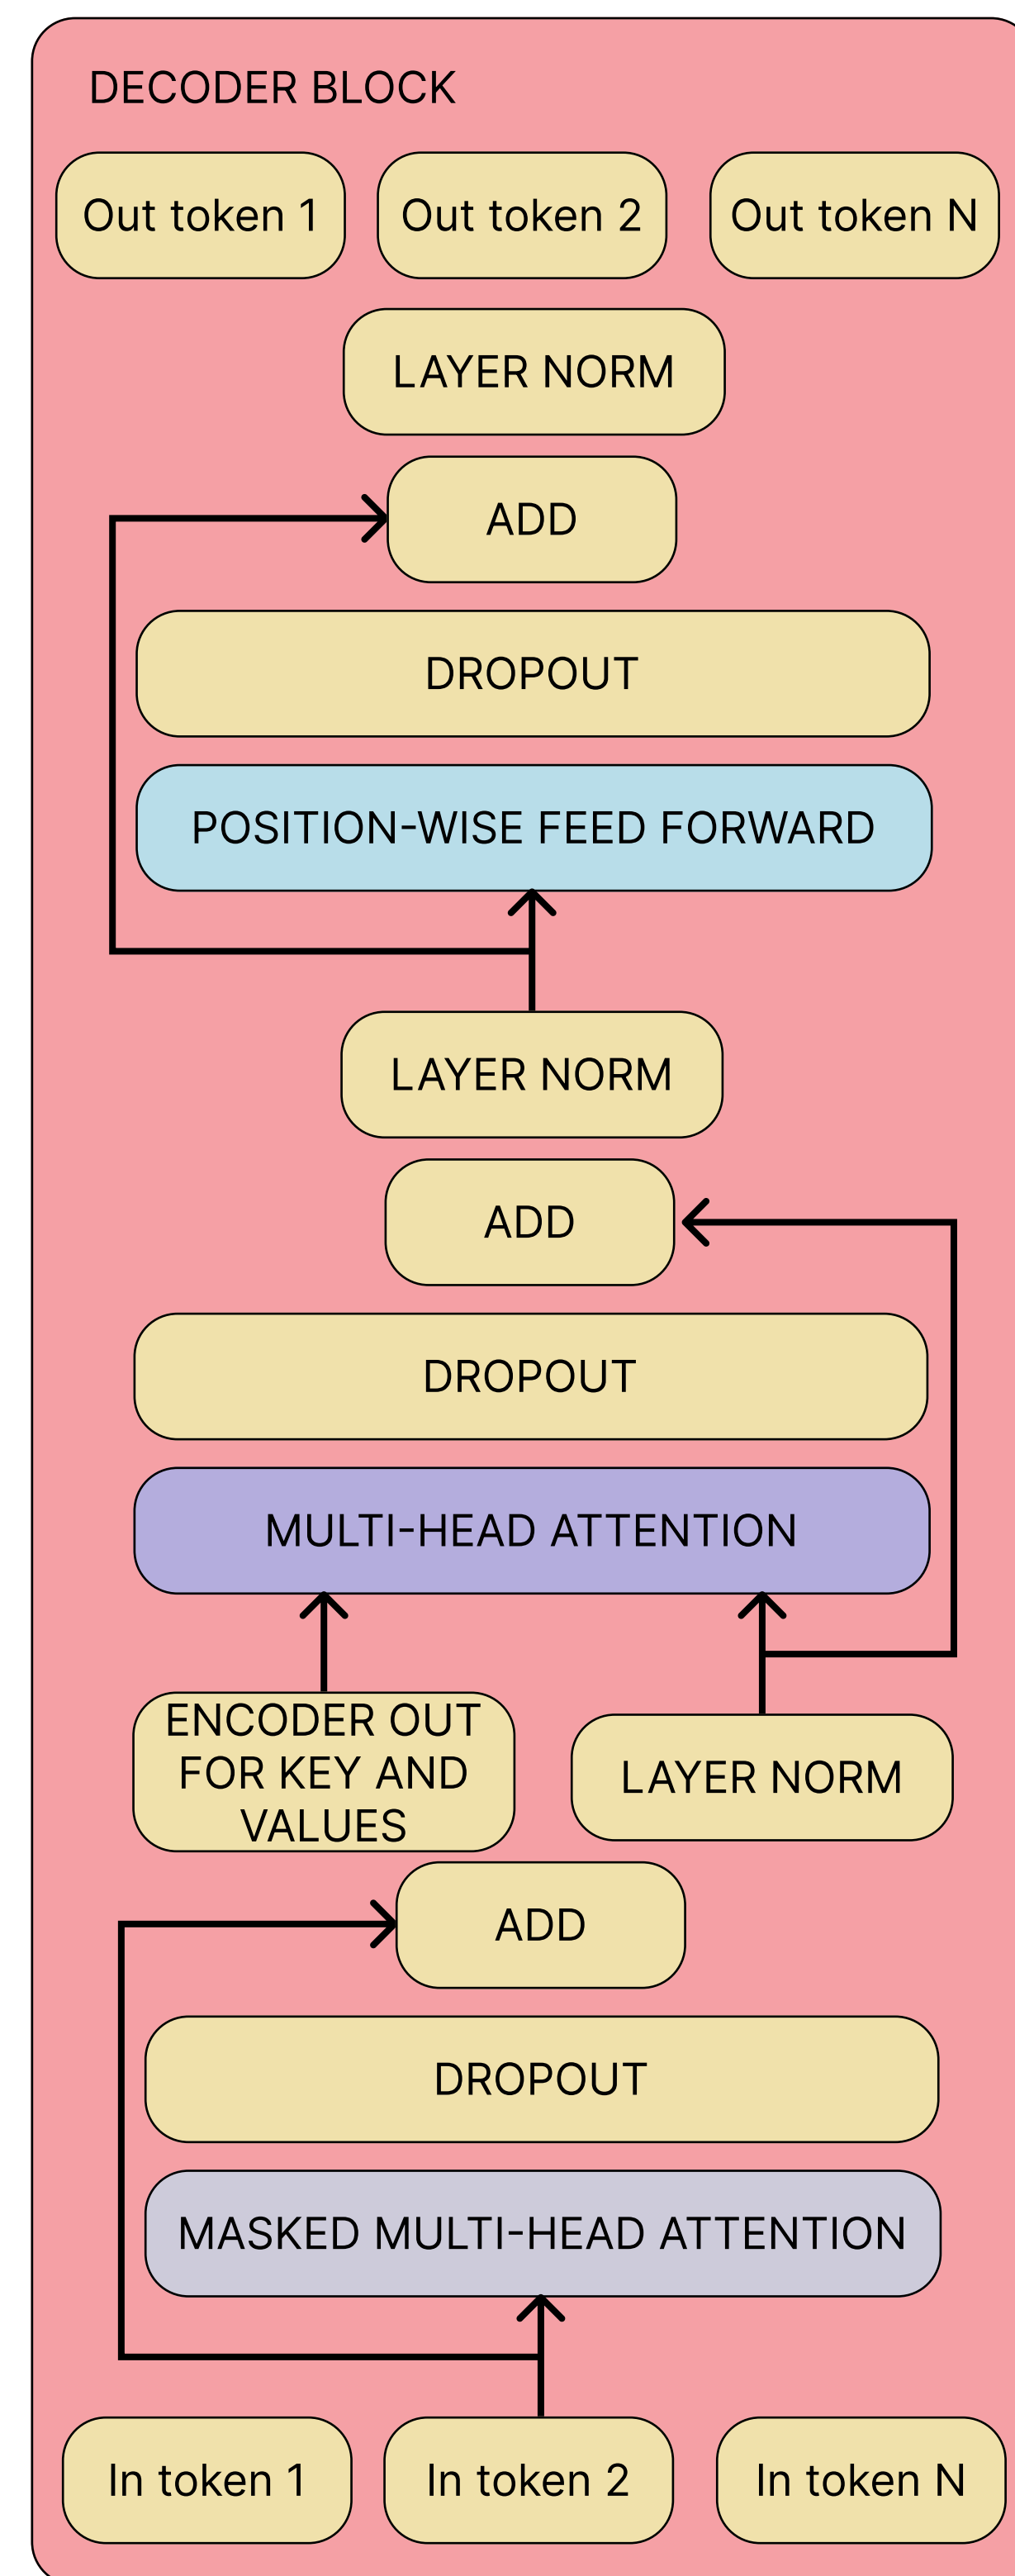 DECODER BLOCK
Out token 1
Out token 2
Out token N
LAYER NORM
ADD
DROPOUT
POSITION-WISE FEED FORWARD
LAYER NORM
ADD
DROPOUT
MULTI-HEAD ATTENTION
ENCODER OUT
FOR KEY AND
VALUES
LAYER NORM
ADD
DROPOUT
MASKED MULTI-HEAD ATTENTION
In token 1
In token 2
In token N